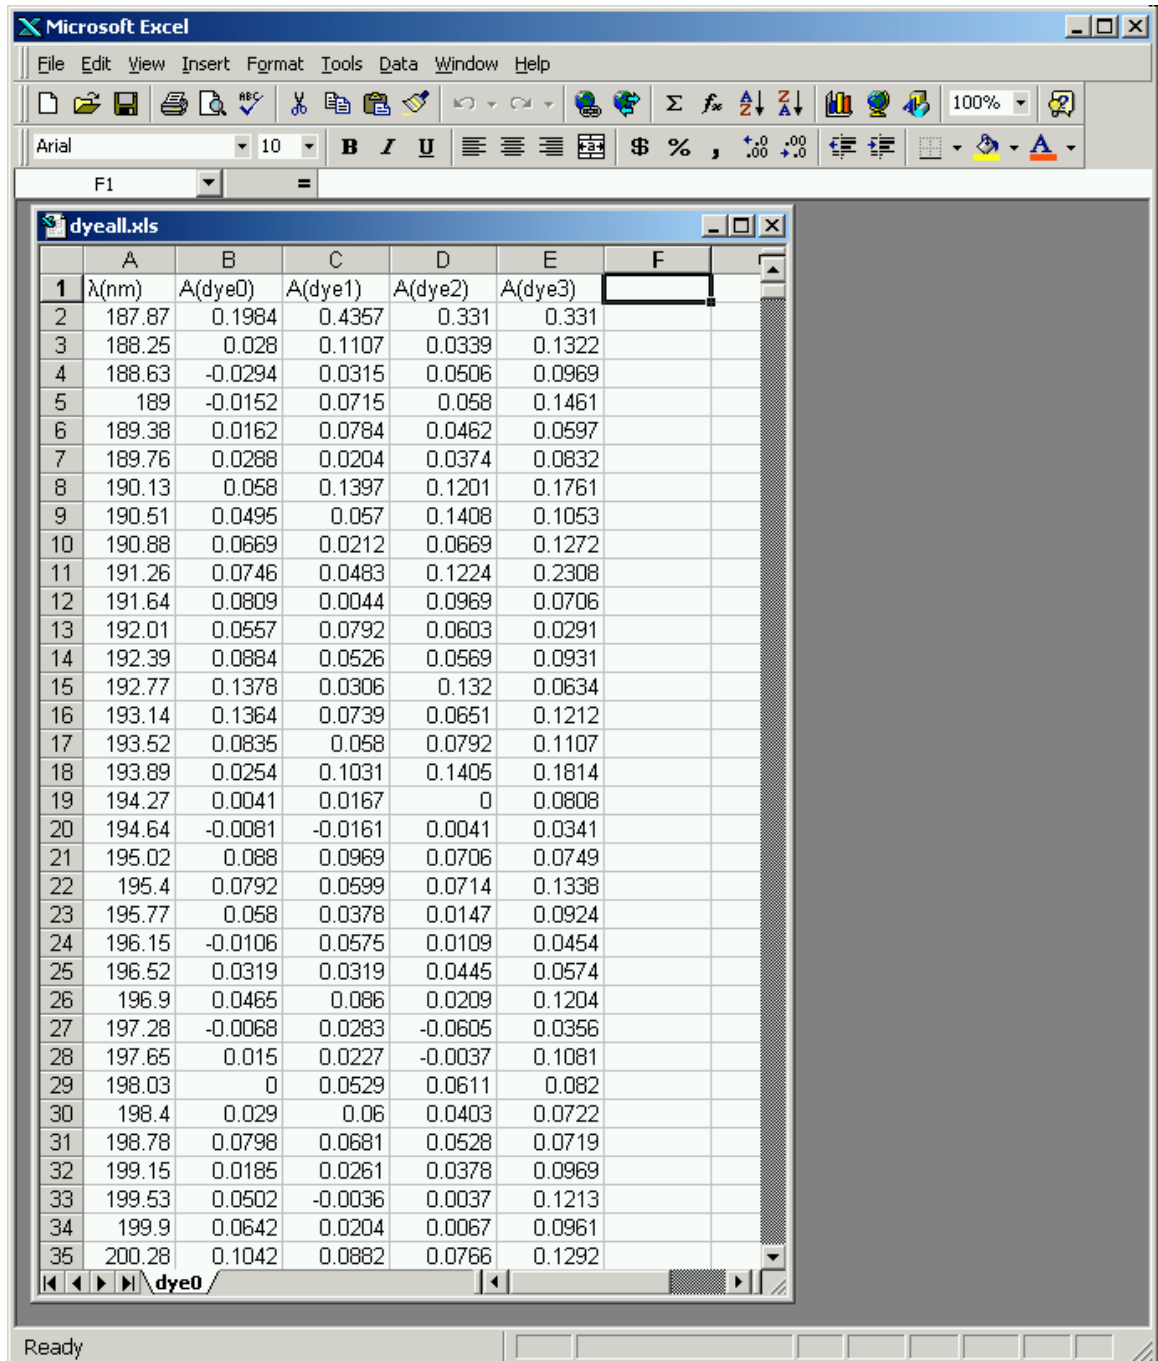 Microsoft Excel
File Edit View Insert Format Tools Data Window Help
ABC Σ fx A Z Z A 100%
Arial 10 B I U $ % , .00 .00 A
F1 =
dyeall.xls
A B C D E F
1 λ(nm) A(dye0) A(dye1) A(dye2) A(dye3)
2 187.87 0.1984 0.4357 0.331 0.331
3 188.25 0.028 0.1107 0.0339 0.1322
4 188.63 -0.0294 0.0315 0.0506 0.0969
5 189 -0.0152 0.0715 0.058 0.1461
6 189.38 0.0162 0.0784 0.0462 0.0597
7 189.76 0.0288 0.0204 0.0374 0.0832
8 190.13 0.058 0.1397 0.1201 0.1761
9 190.51 0.0495 0.057 0.1408 0.1053
10 190.88 0.0669 0.0212 0.0669 0.1272
11 191.26 0.0746 0.0483 0.1224 0.2308
12 191.64 0.0809 0.0044 0.0969 0.0706
13 192.01 0.0557 0.0792 0.0603 0.0291
14 192.39 0.0884 0.0526 0.0569 0.0931
15 192.77 0.1378 0.0306 0.132 0.0634
16 193.14 0.1364 0.0739 0.0651 0.1212
17 193.52 0.0835 0.058 0.0792 0.1107
18 193.89 0.0254 0.1031 0.1405 0.1814
19 194.27 0.0041 0.0167 0 0.0808
20 194.64 -0.0081 -0.0161 0.0041 0.0341
21 195.02 0.088 0.0969 0.0706 0.0749
22 195.4 0.0792 0.0599 0.0714 0.1338
23 195.77 0.058 0.0378 0.0147 0.0924
24 196.15 -0.0106 0.0575 0.0109 0.0454
25 196.52 0.0319 0.0319 0.0445 0.0574
26 196.9 0.0465 0.086 0.0209 0.1204
27 197.28 -0.0068 0.0283 -0.0605 0.0356
28 197.65 0.015 0.0227 -0.0037 0.1081
29 198.03 0 0.0529 0.0611 0.082
30 198.4 0.029 0.06 0.0403 0.0722
31 198.78 0.0798 0.0681 0.0528 0.0719
32 199.15 0.0185 0.0261 0.0378 0.0969
33 199.53 0.0502 -0.0036 0.0037 0.1213
34 199.9 0.0642 0.0204 0.0067 0.0961
35 200.28 0.1042 0.0882 0.0766 0.1292
dye0
Ready